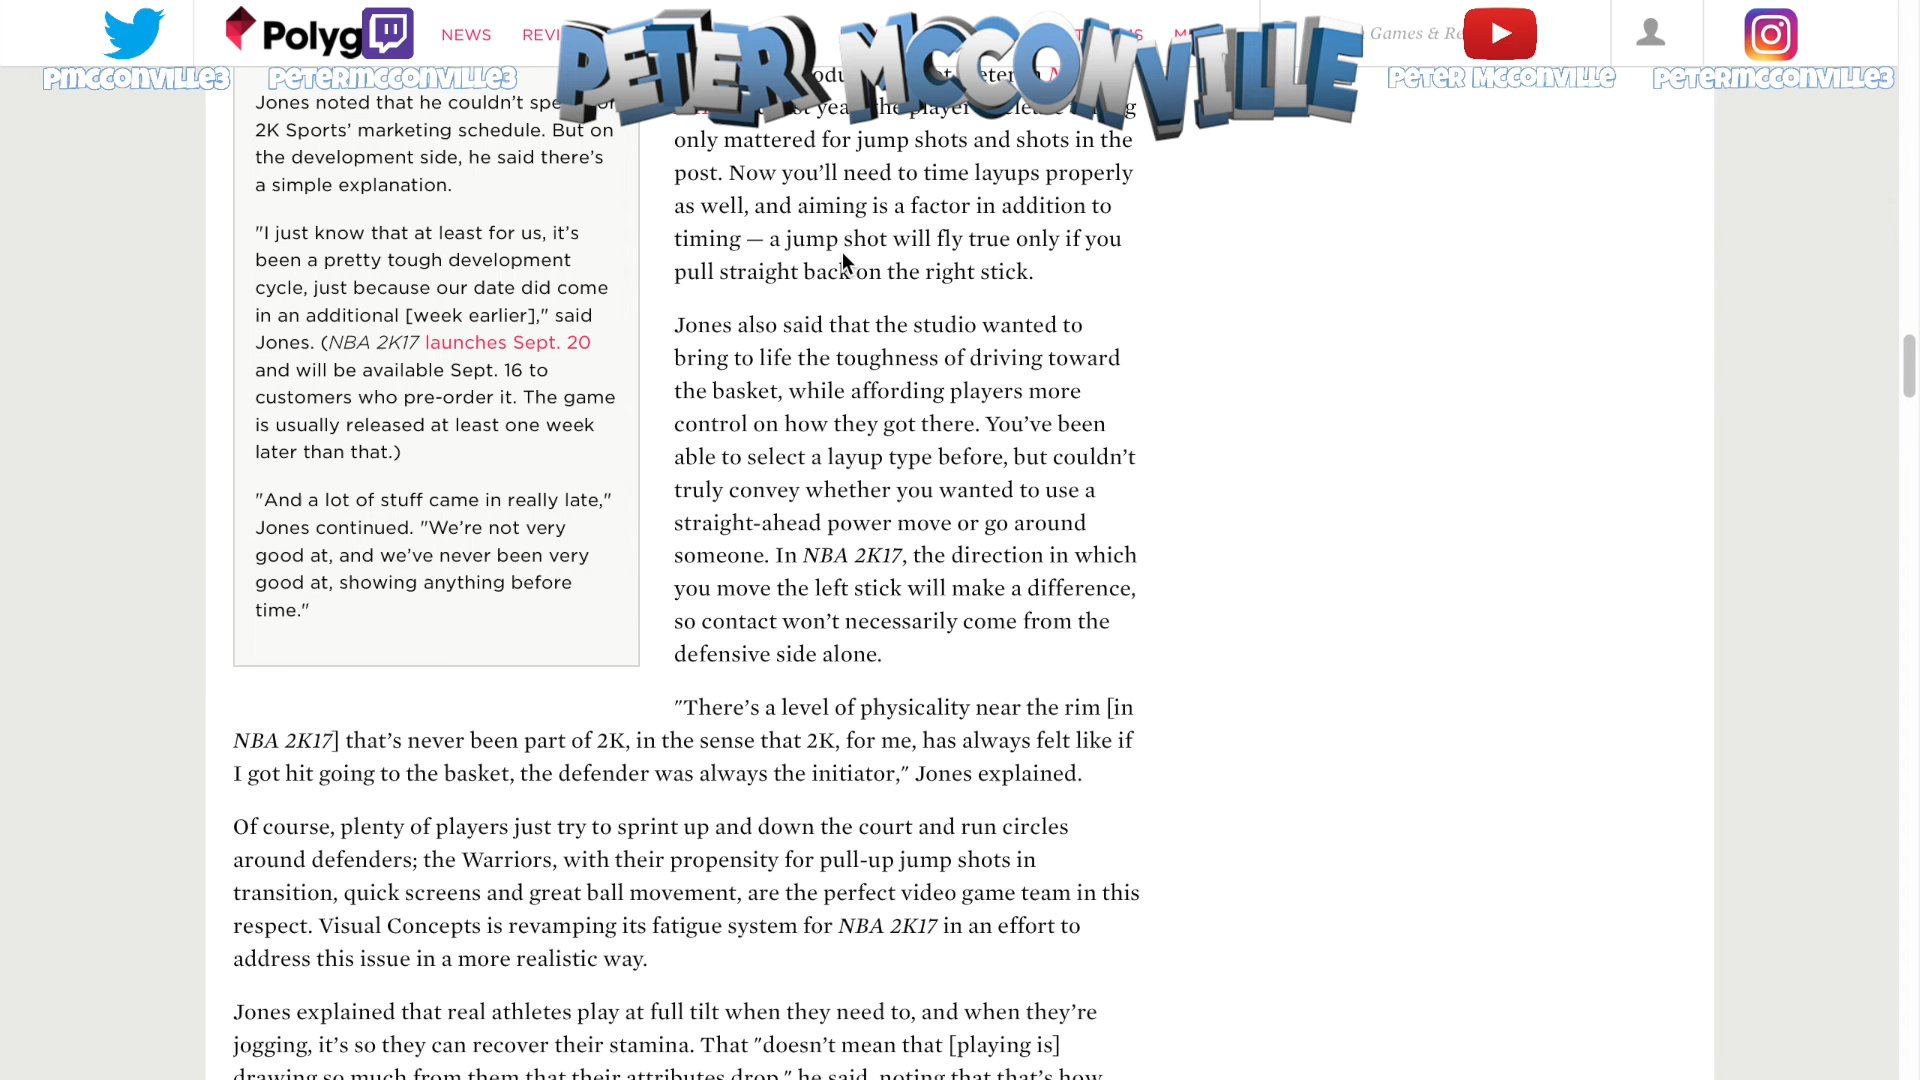 Polyg
NEWS
REVI
Games & Re
PETER MCCONVILLE
PMCCONVILLE3
PETERMCCONVILLE3
PETER MCCONVILLE
PETERMCCONVILLE3
Jones noted that he couldn't
2K Sports' marketing schedule. But on
the development side, he said there's
a simple explanation.
"I just know that at least for us, it's
been a pretty tough development
cycle, just because our date did come
in an additional [week earlier]," said
Jones. (NBA 2K17 launches Sept. 20
and will be available Sept. 16 to
customers who pre-order it. The game
is usually released at least one week
later than that.)
"And a lot of stuff came in really late,"
Jones continued. "We're not very
good at, and we've never been very
good at, showing anything before
time."
only mattered for jump shots and shots in the
post. Now you'll need to time layups properly
as well, and aiming is a factor in addition to
timing — a jump shot will fly true only if you
pull straight back on the right stick.
Jones also said that the studio wanted to
bring to life the toughness of driving toward
the basket, while affording players more
control on how they got there. You've been
able to select a layup type before, but couldn't
truly convey whether you wanted to use a
straight-ahead power move or go around
someone. In NBA 2K17, the direction in which
you move the left stick will make a difference,
so contact won't necessarily come from the
defensive side alone.
"There's a level of physicality near the rim [in
NBA 2K17] that's never been part of 2K, in the sense that 2K, for me, has always felt like if
I got hit going to the basket, the defender was always the initiator," Jones explained.
Of course, plenty of players just try to sprint up and down the court and run circles
around defenders; the Warriors, with their propensity for pull-up jump shots in
transition, quick screens and great ball movement, are the perfect video game team in this
respect. Visual Concepts is revamping its fatigue system for NBA 2K17 in an effort to
address this issue in a more realistic way.
Jones explained that real athletes play at full tilt when they need to, and when they're
jogging, it's so they can recover their stamina. That "doesn't mean that [playing is]
drawing so much from them that their attributes drop," he said, noting that that's how